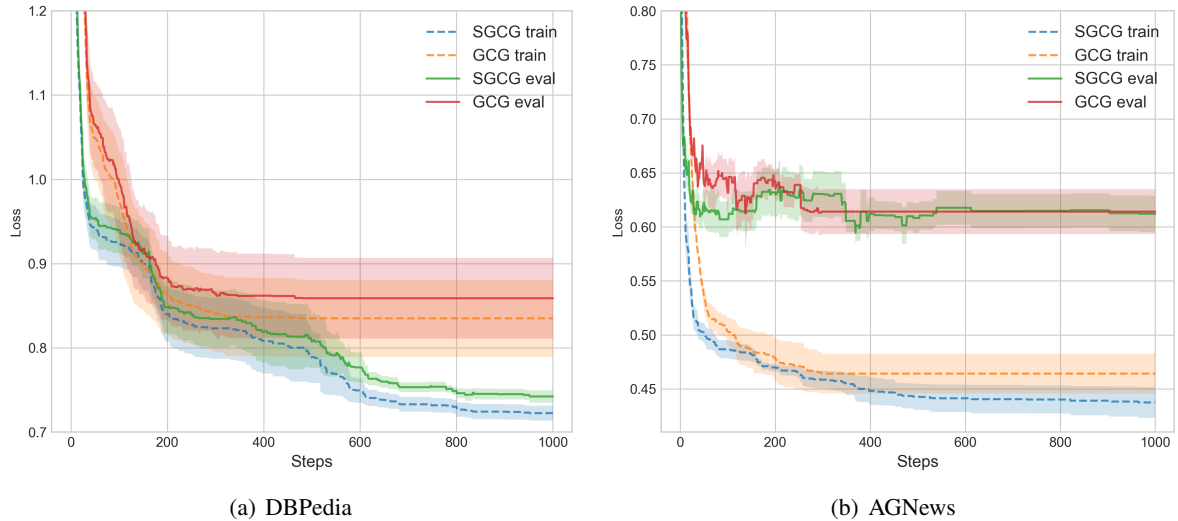 1.2
1.1
1.0
0.9
0.8
0.7
Loss
0
200
400
600
800
1000
Steps
SGCG train
GCG train
SGCG eval
GCG eval
(a) DBPedia
0.80
0.75
0.70
0.65
0.60
0.55
0.50
0.45
Loss
0
200
400
600
800
1000
Steps
SGCG train
GCG train
SGCG eval
GCG eval
(b) AGNews